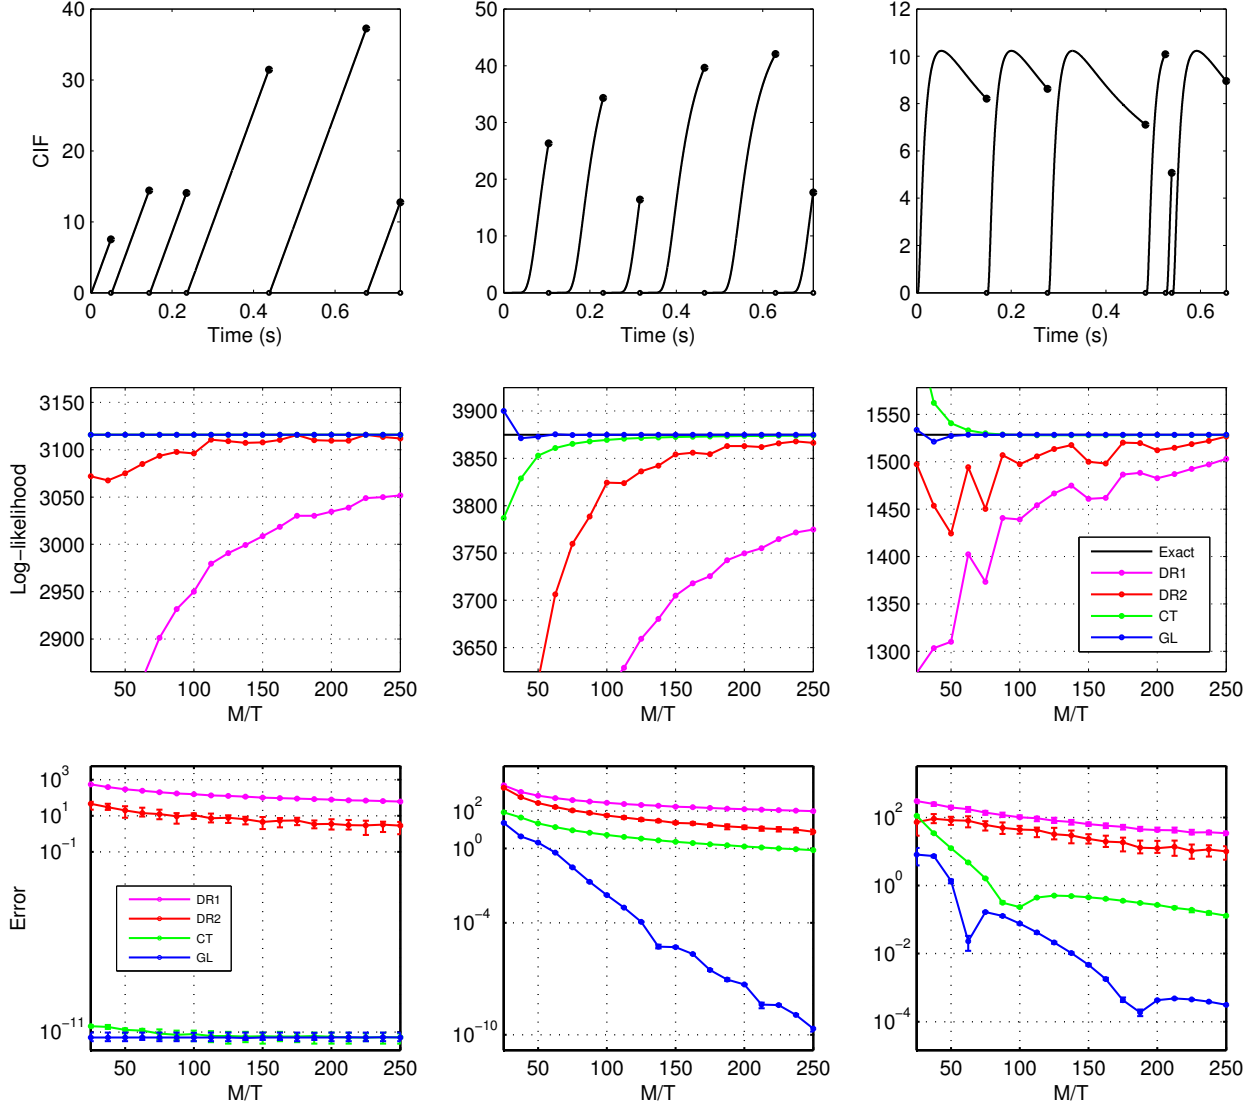 40
30
20
10
0
CIF
0 0.2 0.4 0.6
Time (s)
50
40
30
20
10
0
0 0.2 0.4 0.6
Time (s)
12
10
8
6
4
2
0
0 0.2 0.4 0.6
Time (s)
3150
3100
3050
3000
2950
2900
Log-likelihood
50 100 150 200 250
M/T
3900
3850
3800
3750
3700
3650
50 100 150 200 250
M/T
1550
1500
1450
1400
1350
1300
Exact
DR1
DR2
CT
GL
50 100 150 200 250
M/T
10^3
10^1
10^−1
10^−11
Error
DR1
DR2
CT
GL
50 100 150 200 250
M/T
10^2
10^0
10^−4
10^−10
50 100 150 200 250
M/T
10^2
10^0
10^−2
10^−4
50 100 150 200 250
M/T